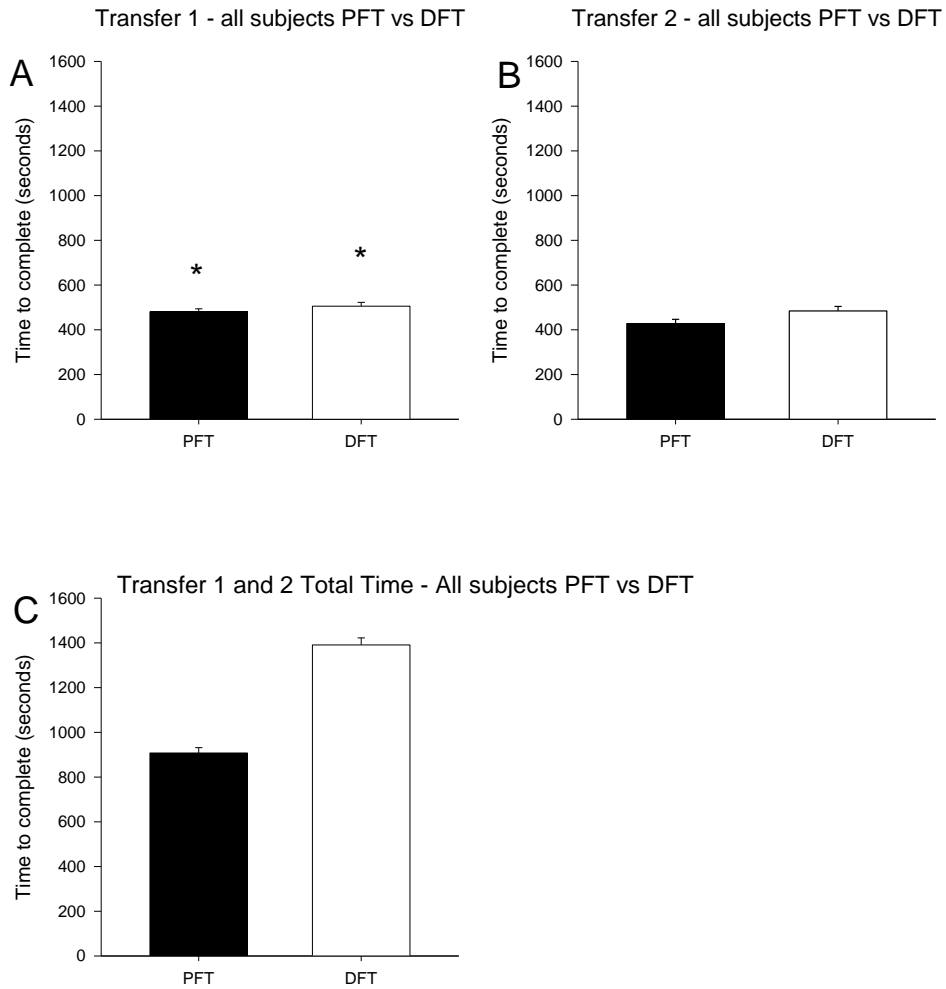 Transfer 1 - all subjects PFT vs DFT
A
1600
1400
1200
1000
800
600
400
200
0
Time to complete (seconds)
*
*
PFT
DFT
Transfer 2 - all subjects PFT vs DFT
B
1600
1400
1200
1000
800
600
400
200
0
Time to complete (seconds)
PFT
DFT
Transfer 1 and 2 Total Time - All subjects PFT vs DFT
C
1600
1400
1200
1000
800
600
400
200
0
Time to complete (seconds)
PFT
DFT